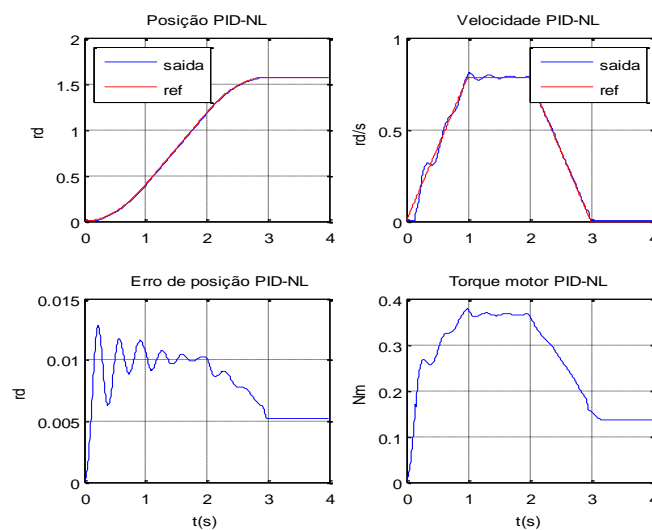 Posição PID-NL
2
1.5
1
0.5
0
rd
0 1 2 3 4
saida
ref
Velocidade PID-NL
1
0.5
0
rd/s
0 1 2 3 4
saida
ref
Erro de posição PID-NL
0.015
0.010
0.005
0
rd
0 1 2 3 4
t(s)
Torque motor PID-NL
0.4
0.3
0.2
0.1
0
Nm
0 1 2 3 4
t(s)